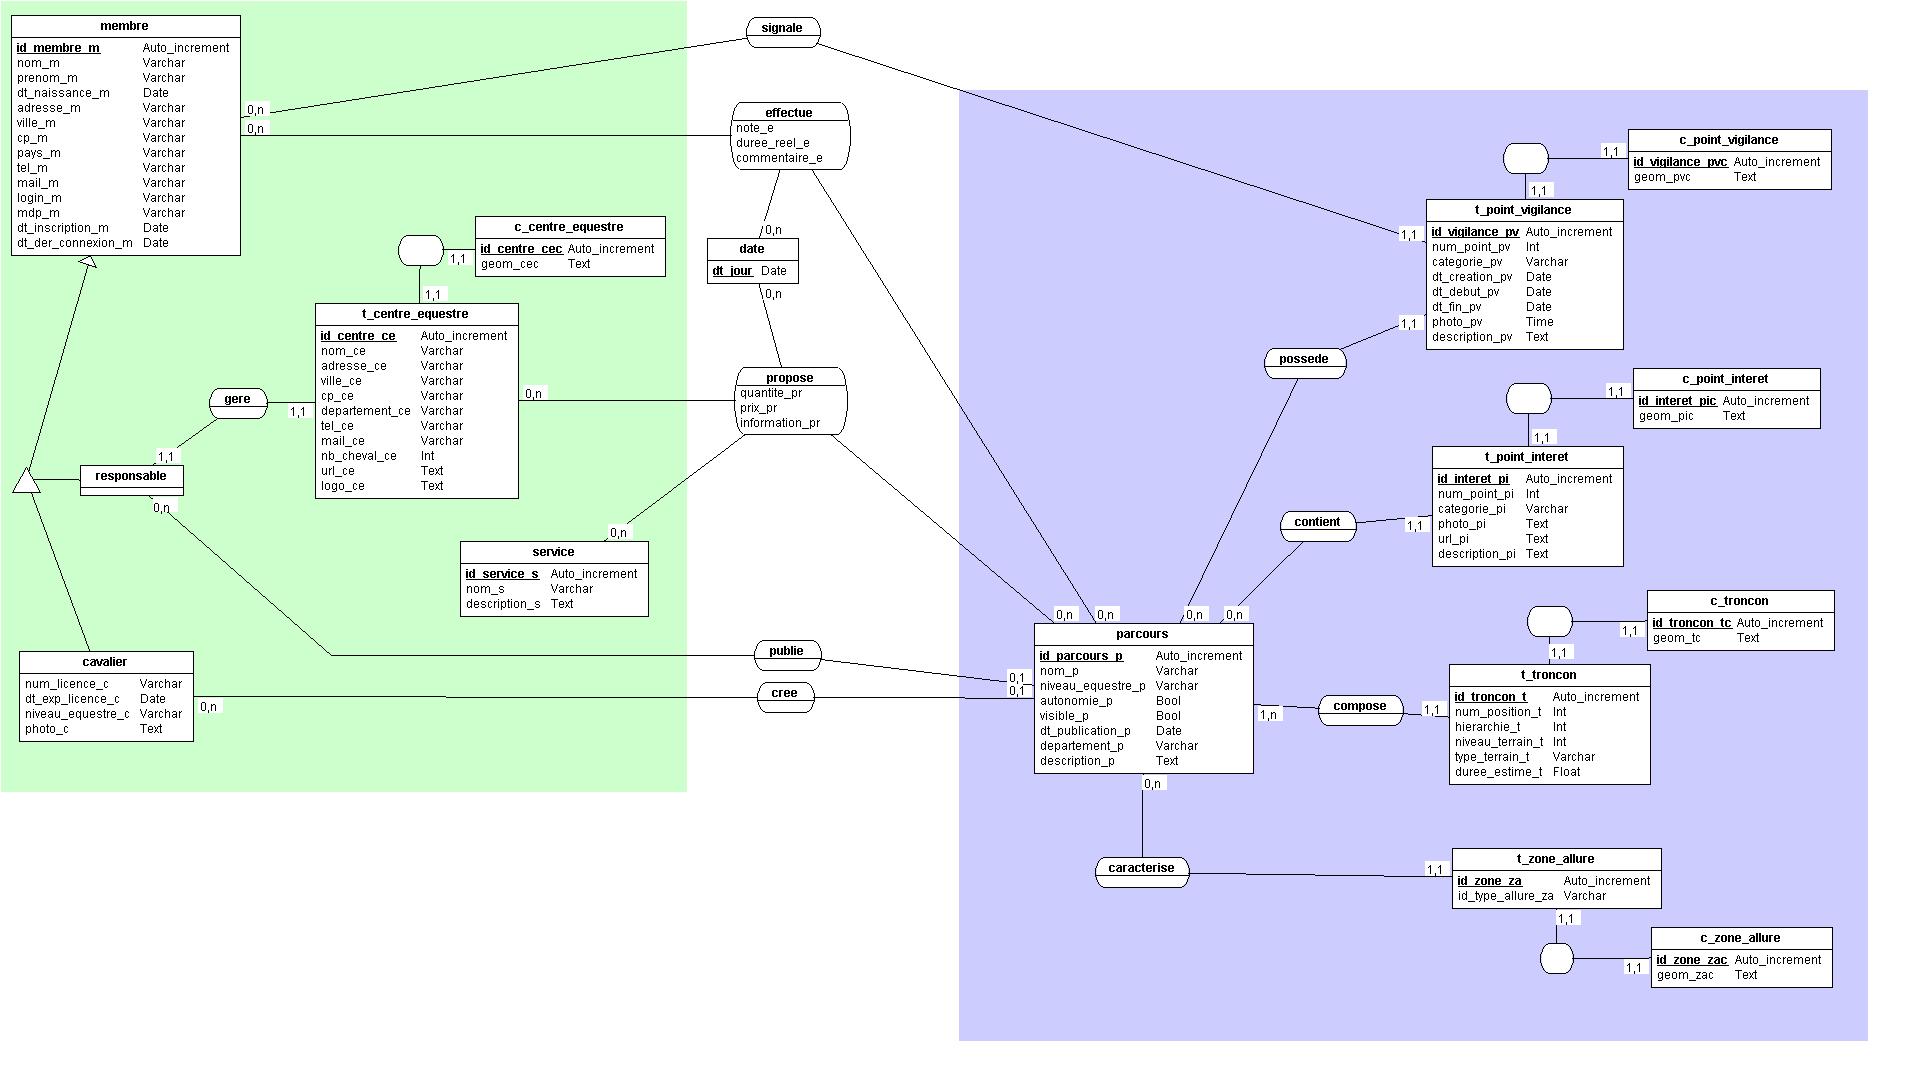 membre
id_membre_m Auto_increment
nom_m Varchar
prenom_m Varchar
dt_naissance_m Date
adresse_m Varchar
ville_m Varchar
cp_m Varchar
pays_m Varchar
tel_m Varchar
mail_m Varchar
login_m Varchar
mdp_m Varchar
dt_inscription_m Date
dt_der_connexion_m Date
0,n
0,n
signale
effectue
note_e
duree_reel_e
commentaire_e
0,n
date
dt_jour Date
0,n
c_centre_equestre
id_centre_cec Auto_increment
geom_cec Text
1,1
1,1
t_centre_equestre
id_centre_ce Auto_increment
nom_ce Varchar
adresse_ce Varchar
ville_ce Varchar
cp_ce Varchar
departement_ce Varchar
tel_ce Varchar
mail_ce Varchar
nb_cheval_ce Int
url_ce Text
logo_ce Text
0,n
propose
quantite_pr
prix_pr
information_pr
gere
1,1
1,1
responsable
0,n
0,n
service
id_service_s Auto_increment
nom_s Varchar
description_s Text
cavalier
num_licence_c Varchar
dt_exp_licence_c Date
niveau_equestre_c Varchar
photo_c Text
0,n
publie
cree
0,1
0,1
c_point_vigilance
id_vigilance_pvc Auto_increment
geom_pvc Text
1,1
1,1
t_point_vigilance
id_vigilance_pv Auto_increment
num_point_pv Int
categorie_pv Varchar
dt_creation_pv Date
dt_debut_pv Date
dt_fin_pv Date
photo_pv Time
description_pv Text
1,1
1,1
possede
c_point_interet
id_interet_pic Auto_increment
geom_pic Text
1,1
1,1
t_point_interet
id_interet_pi Auto_increment
num_point_pi Int
categorie_pi Varchar
photo_pi Text
url_pi Text
description_pi Text
1,1
contient
0,n
0,n
0,n
0,n
parcours
id_parcours_p Auto_increment
nom_p Varchar
niveau_equestre_p Varchar
autonomie_p Bool
visible_p Bool
dt_publication_p Date
departement_p Varchar
description_p Text
c_troncon
id_troncon_tc Auto_increment
geom_tc Text
1,1
1,1
t_troncon
id_troncon_t Auto_increment
num_position_t Int
hierarchie_t Int
niveau_terrain_t Int
type_terrain_t Varchar
duree_estime_t Float
1,n
compose
1,1
0,n
caracterise
1,1
t_zone_allure
id_zone_za Auto_increment
id_type_allure_za Varchar
1,1
1,1
c_zone_allure
id_zone_zac Auto_increment
geom_zac Text